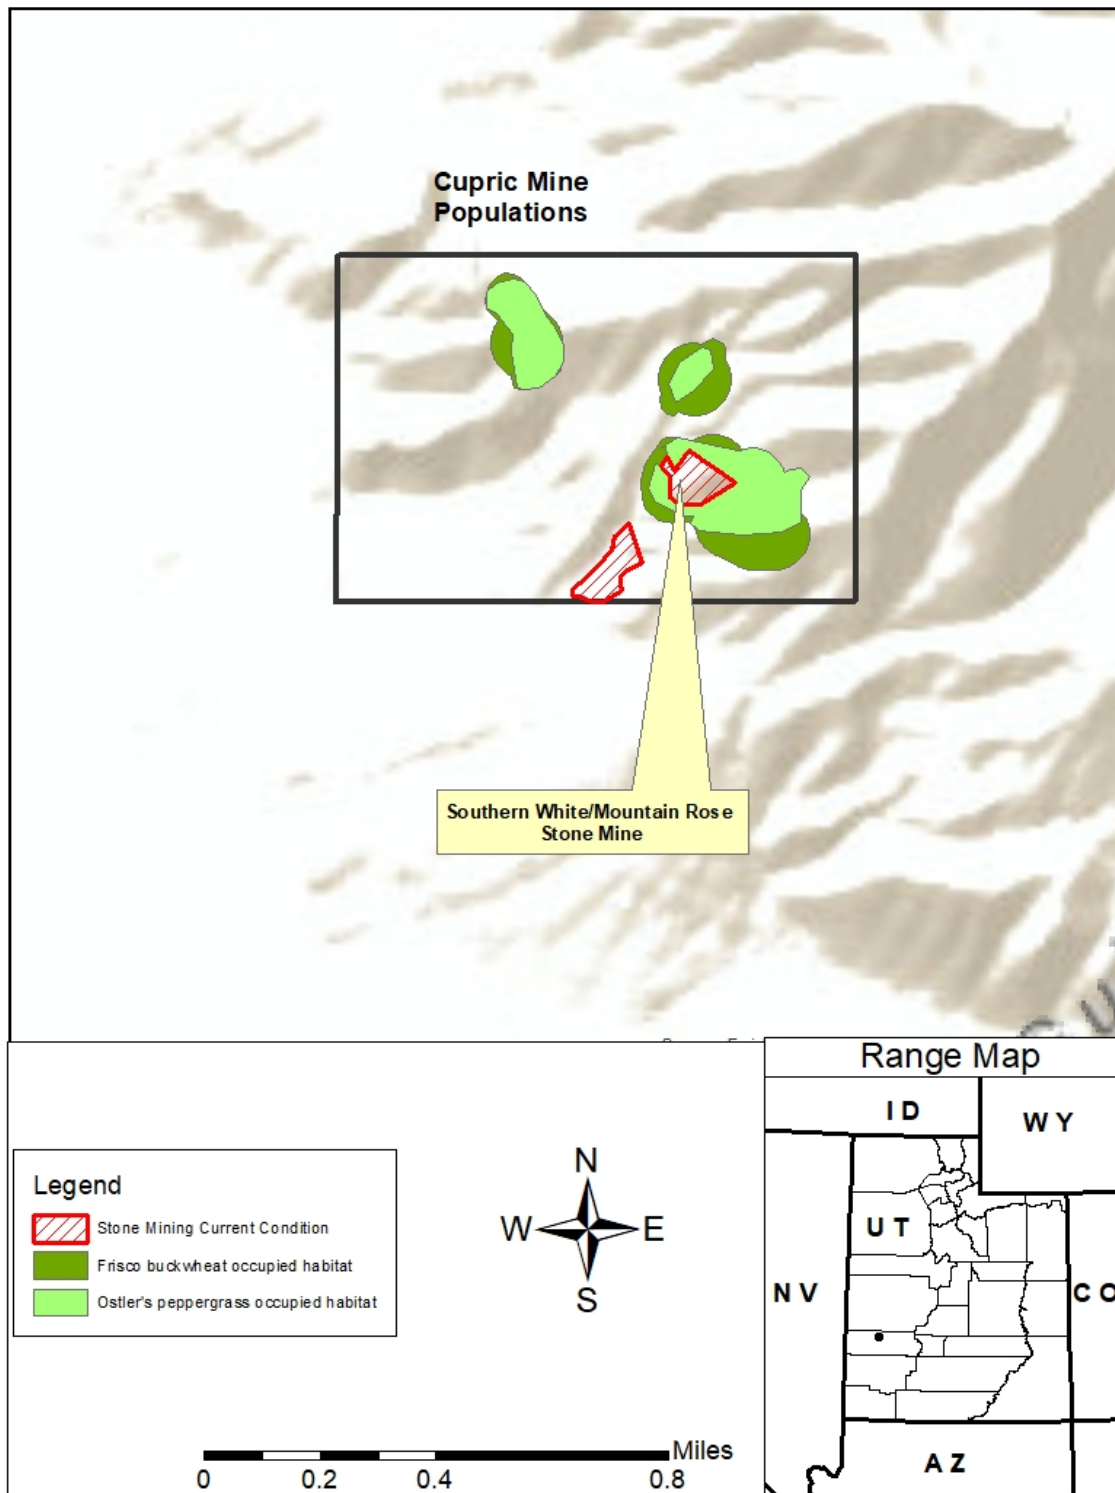 Cupric Mine
Populations
Southern White/Mountain Rose
Stone Mine
Range Map
ID
WY
UT
NV
CO
AZ
Legend
Stone Mining Current Condition
Frisco buckwheat occupied habitat
Ostler's peppergrass occupied habitat
N
W
E
S
Miles
0 0.2 0.4 0.8